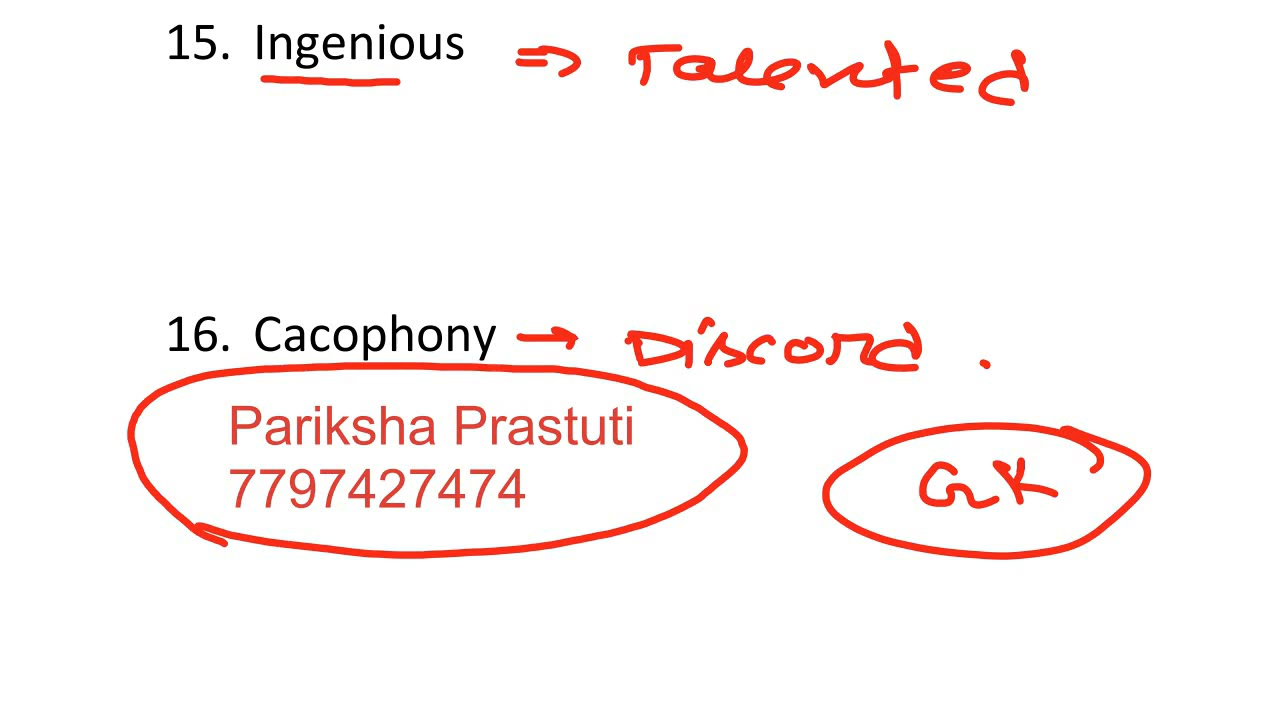 15. Ingenious => Talented
16. Cacophony → Discord.
Pariksha Prastuti
7797427474
GK